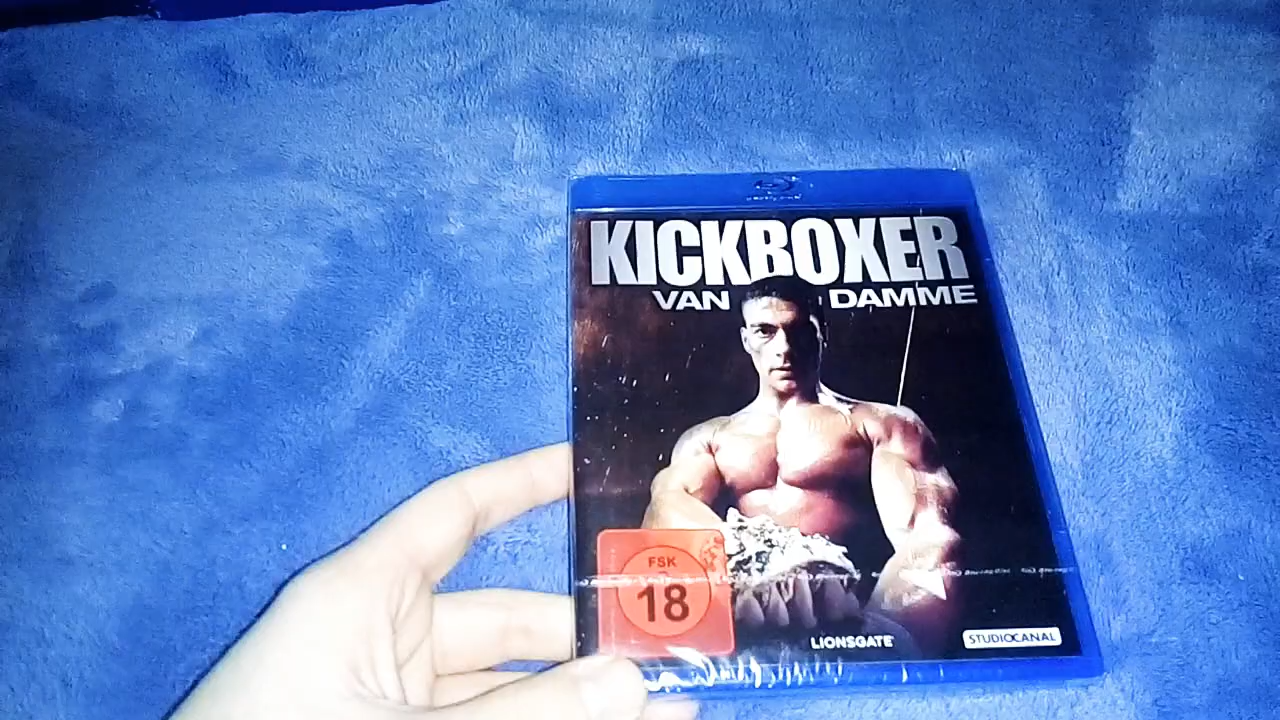 KICKBOXER
VAN DAMME
FSK
18
LIONSGATE
STUDIOCANAL